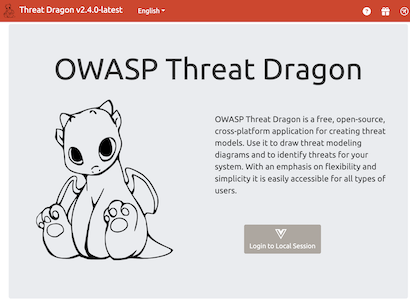 Threat Dragon v2.4.0-latest English
OWASP Threat Dragon
OWASP Threat Dragon is a free, open-source,
cross-platform application for creating threat
models. Use it to draw threat modeling
diagrams and to identify threats for your
system. With an emphasis on flexibility and
simplicity it is easily accessible for all types of
users.
Login to Local Session